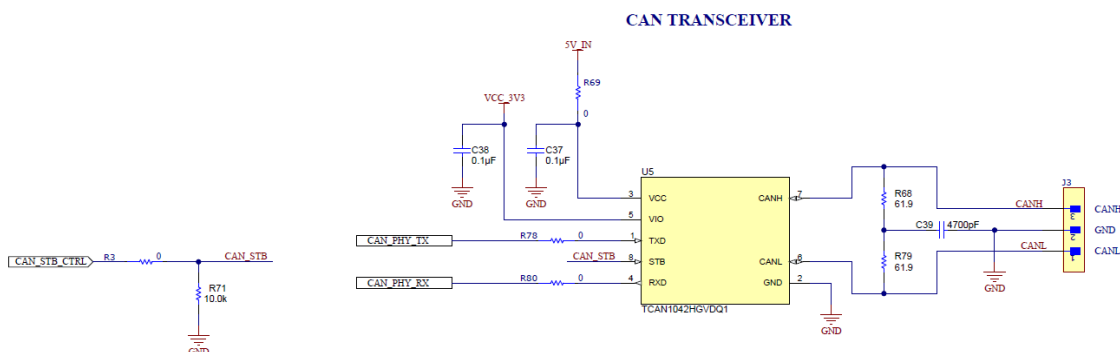 CAN TRANSCEIVER
5V_IN
R69
0
VCC_3V3
C38
0.1µF
C37
0.1µF
GND
GND
U5
3
VCC
CANH
7
5
VIO
R68
61.9
J3
CANH
3
CANH
CAN_PHY_TX
R78
0
1
TXD
C39
4700pF
2
GND
CAN_STB_CTRL
R3
0
CAN_STB
CAN_STB
8
STB
CANL
6
R79
61.9
CANL
1
CANL
CAN_PHY_RX
R80
0
4
RXD
GND
2
GND
R71
10.0k
TCAN1042HGVDQ1
GND
GND